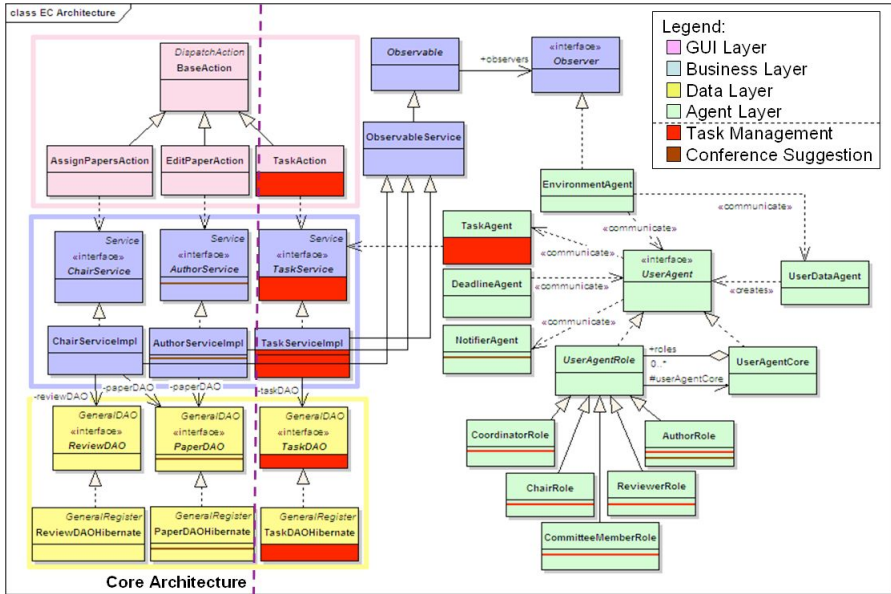 class EC Architecture
Legend:
GUI Layer
Business Layer
Data Layer
Agent Layer
Task Management
Conference Suggestion
DispatchAction
BaseAction
AssignPapersAction
EditPaperAction
TaskAction
Observable
+observers
«interface»
Observer
ObservableService
EnvironmentAgent
«communicate»
«communicate»
Service
«interface»
ChairService
Service
«interface»
AuthorService
Service
«interface»
TaskService
TaskAgent
«communicate»
«interface»
UserAgent
UserDataAgent
DeadlineAgent
«communicate»
«creates»
NotifierAgent
«communicate»
ChairServiceImpl
AuthorServiceImpl
TaskServiceImpl
UserAgentRole
+roles
0..*
#userAgentCore
UserAgentCore
-reviewDAO
-paperDAO
-paperDAO
-taskDAO
GeneralDAO
«interface»
ReviewDAO
GeneralDAO
«interface»
PaperDAO
GeneralDAO
«interface»
TaskDAO
CoordinatorRole
AuthorRole
ChairRole
ReviewerRole
CommitteeMemberRole
GeneralRegister
ReviewDAOHibernate
GeneralRegister
PaperDAOHibernate
GeneralRegister
TaskDAOHibernate
Core Architecture